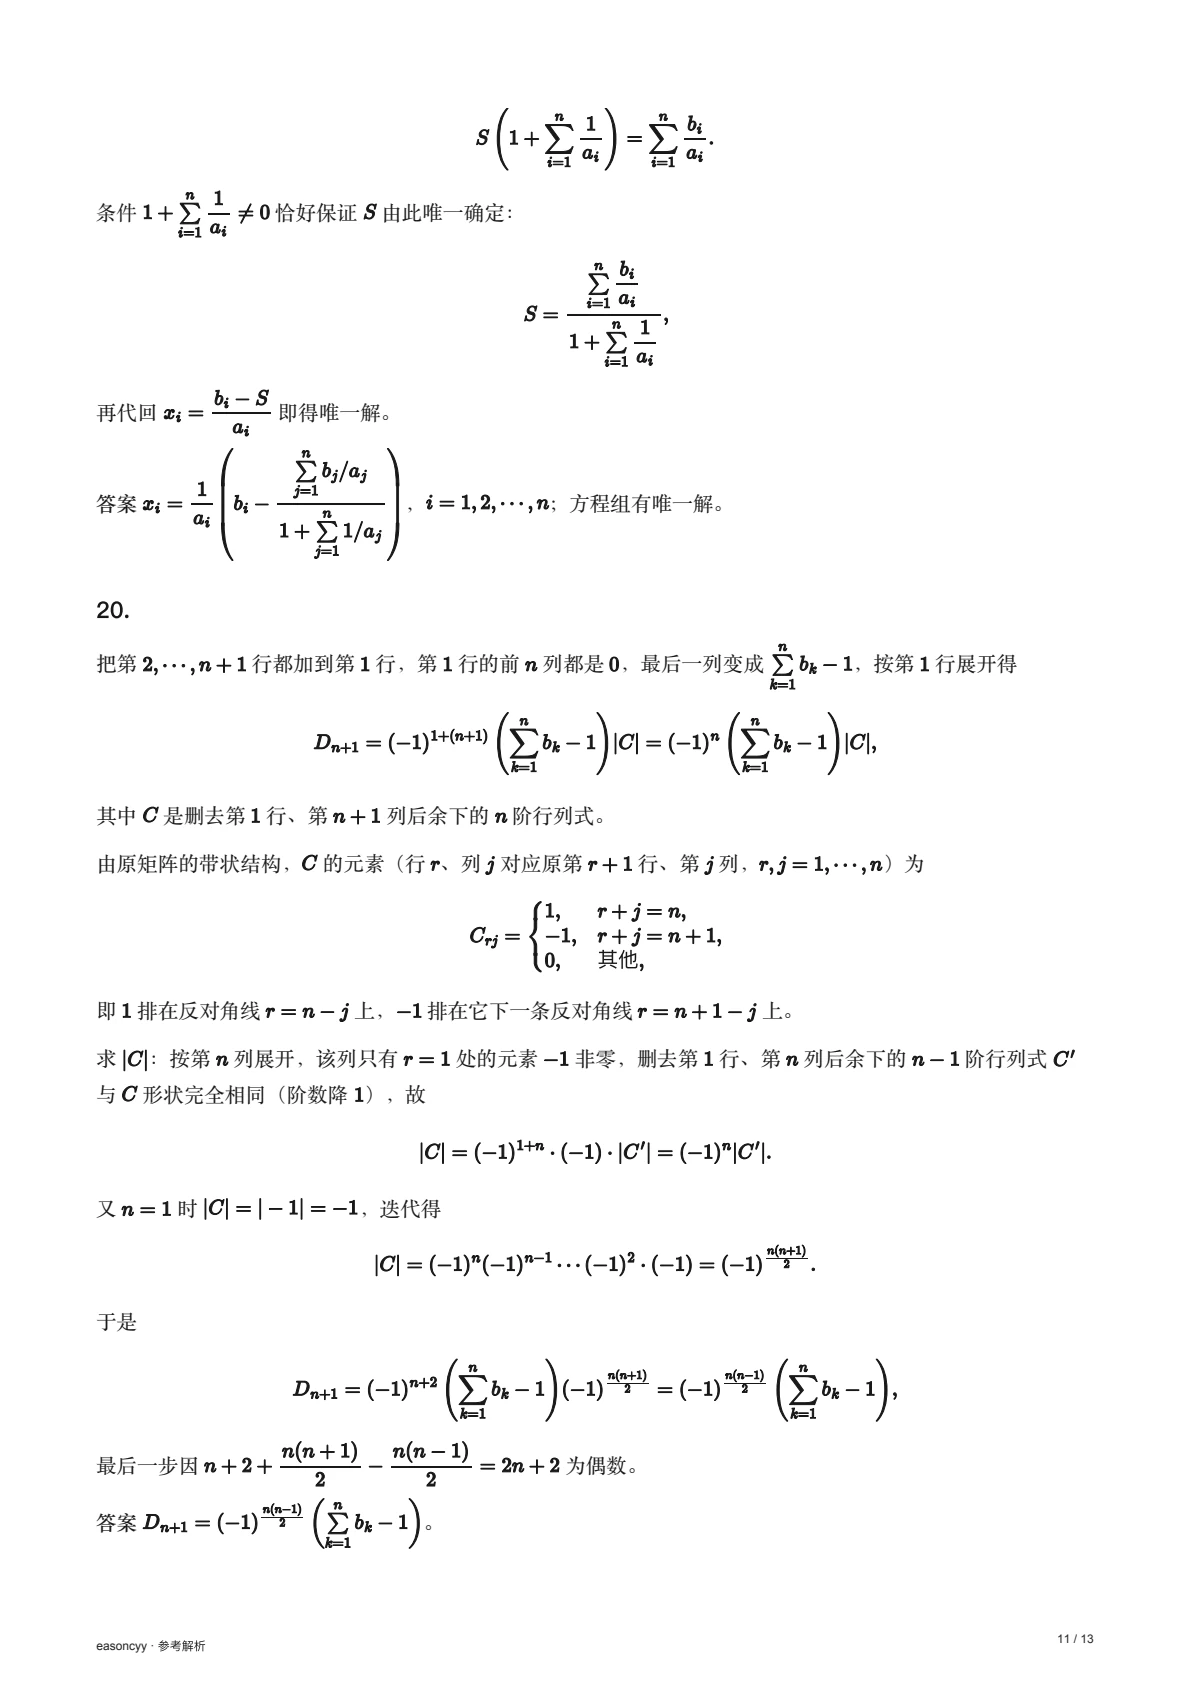 $$S\left(1+\sum_{i=1}^{n}\frac{1}{a_i}\right)=\sum_{i=1}^{n}\frac{b_i}{a_i}.$$
条件 $1+\sum_{i=1}^{n}\frac{1}{a_i}\neq 0$ 恰好保证 $S$ 由此唯一确定：
$$S=\frac{\sum_{i=1}^{n}\frac{b_i}{a_i}}{1+\sum_{i=1}^{n}\frac{1}{a_i}},$$
再代回 $x_i=\frac{b_i-S}{a_i}$ 即得唯一解。
答案 $x_i=\frac{1}{a_i}\left(b_i-\frac{\sum_{j=1}^{n}b_j/a_j}{1+\sum_{j=1}^{n}1/a_j}\right)$，$i=1,2,\cdots,n$；方程组有唯一解。
20.
把第 $2,\cdots,n+1$ 行都加到第 $1$ 行，第 $1$ 行的前 $n$ 列都是 $0$，最后一列变成 $\sum_{k=1}^{n}b_k-1$，按第 $1$ 行展开得
$$D_{n+1}=(-1)^{1+(n+1)}\left(\sum_{k=1}^{n}b_k-1\right)|C|=(-1)^n\left(\sum_{k=1}^{n}b_k-1\right)|C|,$$
其中 $C$ 是删去第 $1$ 行、第 $n+1$ 列后余下的 $n$ 阶行列式。
由原矩阵的带状结构，$C$ 的元素（行 $r$、列 $j$ 对应原第 $r+1$ 行、第 $j$ 列，$r,j=1,\cdots,n$）为
$$C_{rj}=\begin{cases}1, & r+j=n,\\ -1, & r+j=n+1,\\ 0, & 其他,\end{cases}$$
即 $1$ 排在反对角线 $r=n-j$ 上，$-1$ 排在它下一条反对角线 $r=n+1-j$ 上。
求 $|C|$：按第 $n$ 列展开，该列只有 $r=1$ 处的元素 $-1$ 非零，删去第 $1$ 行、第 $n$ 列后余下的 $n-1$ 阶行列式 $C'$
与 $C$ 形状完全相同（阶数降 $1$），故
$$|C|=(-1)^{1+n}\cdot(-1)\cdot|C'|=(-1)^n|C'|.$$
又 $n=1$ 时 $|C|=|-1|=-1$，迭代得
$$|C|=(-1)^n(-1)^{n-1}\cdots(-1)^2\cdot(-1)=(-1)^{\frac{n(n+1)}{2}}.$$
于是
$$D_{n+1}=(-1)^{n+2}\left(\sum_{k=1}^{n}b_k-1\right)(-1)^{\frac{n(n+1)}{2}}=(-1)^{\frac{n(n-1)}{2}}\left(\sum_{k=1}^{n}b_k-1\right),$$
最后一步因 $n+2+\frac{n(n+1)}{2}-\frac{n(n-1)}{2}=2n+2$ 为偶数。
答案 $D_{n+1}=(-1)^{\frac{n(n-1)}{2}}\left(\sum_{k=1}^{n}b_k-1\right)$。
easoncyy · 参考解析
11 / 13